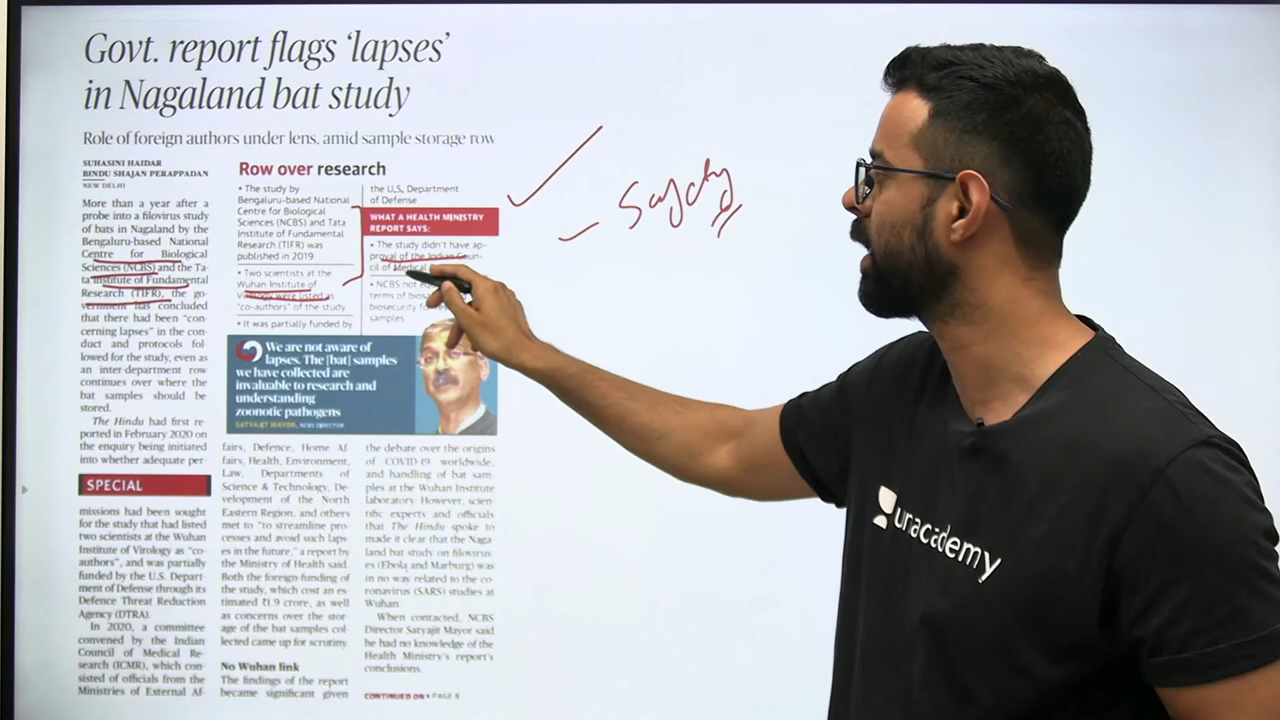 Govt. report flags ‘lapses’
in Nagaland bat study
Role of foreign authors under lens, amid sample storage row
SUHASINI HAIDAR
BINDU SHAJAN PERAPPADAN
NEW DELHI
More than a year after a
probe into a filovirus study
of bats in Nagaland by the
Bengaluru-based National
Centre for Biological
Sciences (NCBS) and the Ta-
ta Institute of Fundamental
Research (TIFR), the go-
vernment has concluded
that there had been “con-
cerning lapses” in the con-
duct and protocols fol-
lowed for the study, even as
an inter-department row
continues over where the
bat samples should be
stored.
The Hindu had first re-
ported in February 2020 on
the enquiry being initiated
into whether adequate per-
SPECIAL
missions had been sought
for the study that had listed
two scientists at the Wuhan
Institute of Virology as “co-
authors”, and was partially
funded by the U.S. Depart-
ment of Defense through its
Defence Threat Reduction
Agency (DTRA).
In 2020, a committee
convened by the Indian
Council of Medical Re-
search (ICMR), which con-
sisted of officials from the
Ministries of External Af-
Row over research
• The study by
Bengaluru-based National
Centre for Biological
Sciences (NCBS) and Tata
Institute of Fundamental
Research (TIFR) was
published in 2019
• Two scientists at the
Wuhan Institute of
were listed as
“co-authors” of the study
• It was partially funded by
the U.S. Department
of Defense
WHAT A HEALTH MINISTRY
REPORT SAYS:
• The study didn’t have ap-
proval of the Indian Coun-
cil of Medical
• NCBS not
terms of
biosecurity
samples
We are not aware of
lapses. The [bat] samples
we have collected are
invaluable to research and
understanding
zoonotic pathogens
SATYAJIT MAYOR, NCBS DIRECTOR
fairs, Defence, Home Af
fairs, Health, Environment,
Law, Departments of
Science & Technology, De-
velopment of the North
Eastern Region, and others
met to “to streamline pro-
cesses and avoid such laps-
es in the future,” a report by
the Ministry of Health said.
Both the foreign funding of
the study, which cost an es-
timated ₹1.9 crore, as well
as concerns over the stor-
age of the bat samples col-
lected came up for scrutiny.
No Wuhan link
The findings of the report
became significant given
the debate over the origins
of COVID-19 worldwide,
and handling of bat sam-
ples at the Wuhan Institute
laboratory. However, scien-
tific experts and officials
that The Hindu spoke to
made it clear that the Naga-
land bat study on filovirus-
es (Ebola and Marburg) was
in no way related to the co-
ronavirus (SARS) studies at
Wuhan.
When contacted, NCBS
Director Satyajit Mayor said
he had no knowledge of the
Health Ministry’s report’s
conclusions.
CONTINUED ON • PAGE 8
unacademy